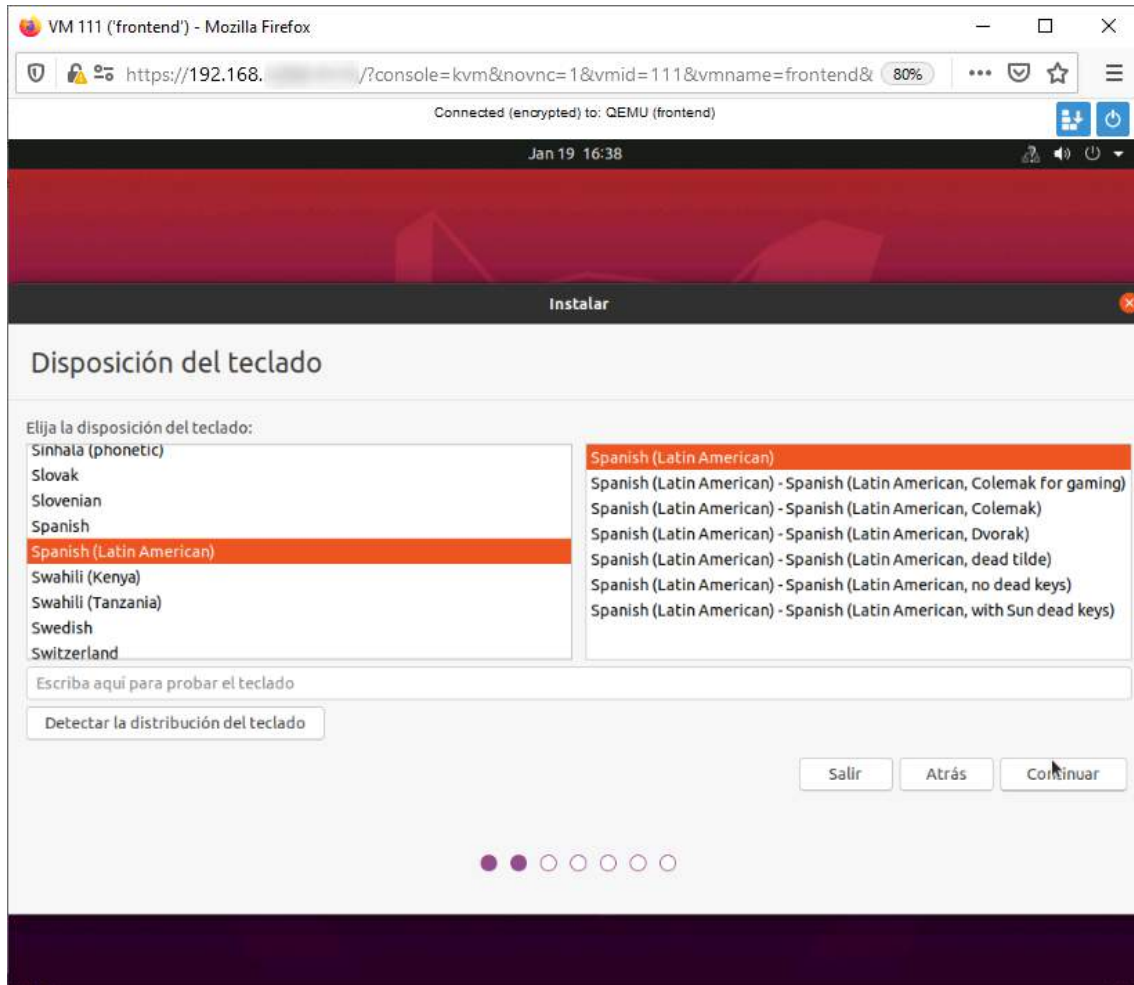 VM 111 ('frontend') - Mozilla Firefox
https://192.168. /?console=kvm&novnc=1&vmid=111&vmname=frontend& 80%
Connected (encrypted) to: QEMU (frontend)
Jan 19 16:38
Instalar
Disposición del teclado
Elija la disposición del teclado:
Sinhala (phonetic)
Slovak
Slovenian
Spanish
Spanish (Latin American)
Swahili (Kenya)
Swahili (Tanzania)
Swedish
Switzerland
Spanish (Latin American)
Spanish (Latin American) - Spanish (Latin American, Colemak for gaming)
Spanish (Latin American) - Spanish (Latin American, Colemak)
Spanish (Latin American) - Spanish (Latin American, Dvorak)
Spanish (Latin American) - Spanish (Latin American, dead tilde)
Spanish (Latin American) - Spanish (Latin American, no dead keys)
Spanish (Latin American) - Spanish (Latin American, with Sun dead keys)
Escriba aquí para probar el teclado
Detectar la distribución del teclado
Salir Atrás Continuar